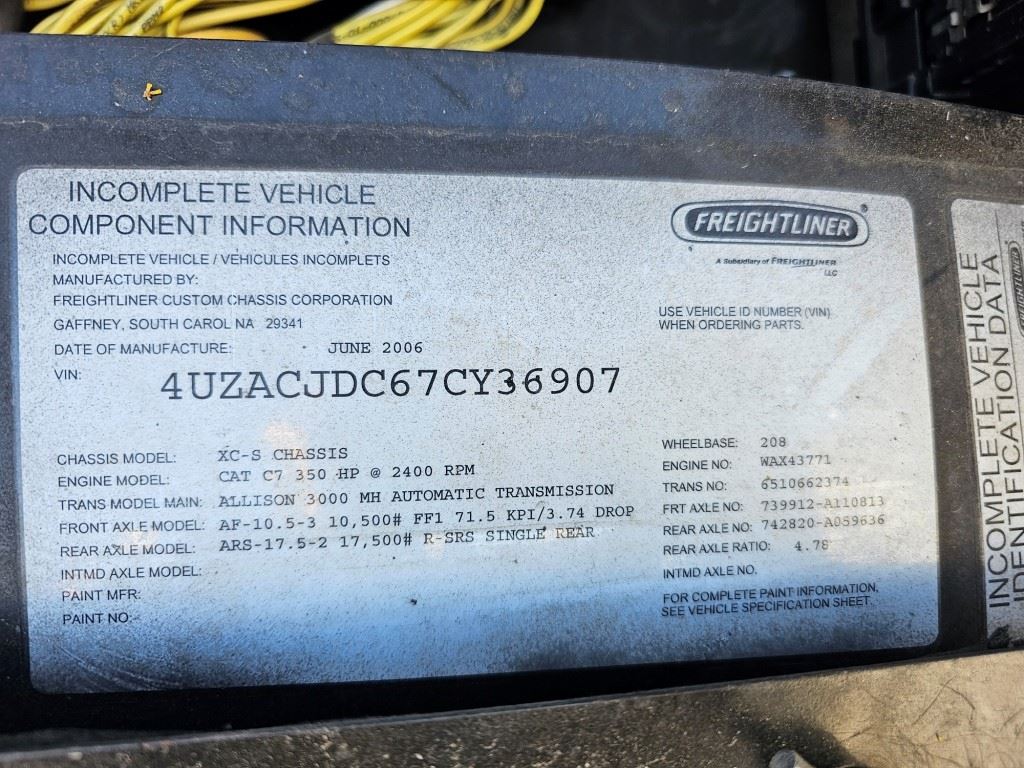 INCOMPLETE VEHICLE
COMPONENT INFORMATION
FREIGHTLINER
A Subsidiary of FREIGHTLINER
LLC
INCOMPLETE VEHICLE / VEHICULES INCOMPLETS
MANUFACTURED BY:
FREIGHTLINER CUSTOM CHASSIS CORPORATION
GAFFNEY, SOUTH CAROL NA 29341
USE VEHICLE ID NUMBER (VIN)
WHEN ORDERING PARTS.
DATE OF MANUFACTURE: JUNE 2006
VIN: 4UZACJDC67CY36907
CHASSIS MODEL: XC-S CHASSIS
ENGINE MODEL: CAT C7 350 HP @ 2400 RPM
TRANS MODEL MAIN: ALLISON 3000 MH AUTOMATIC TRANSMISSION
FRONT AXLE MODEL: AF-10.5-3 10,500# FF1 71.5 KPI/3.74 DROP
REAR AXLE MODEL: ARS-17.5-2 17,500# R-SRS SINGLE REAR
INTMD AXLE MODEL:
PAINT MFR:
PAINT NO:
WHEELBASE: 208
ENGINE NO: WAX43771
TRANS NO: 6510662374
FRT AXLE NO: 739912-A110813
REAR AXLE NO: 742820-A059636
REAR AXLE RATIO: 4.78
INTMD AXLE NO.
FOR COMPLETE PAINT INFORMATION,
SEE VEHICLE SPECIFICATION SHEET.
INCOMPLETE VEHICLE
IDENTIFICATION DATA
FREIGHTLINER